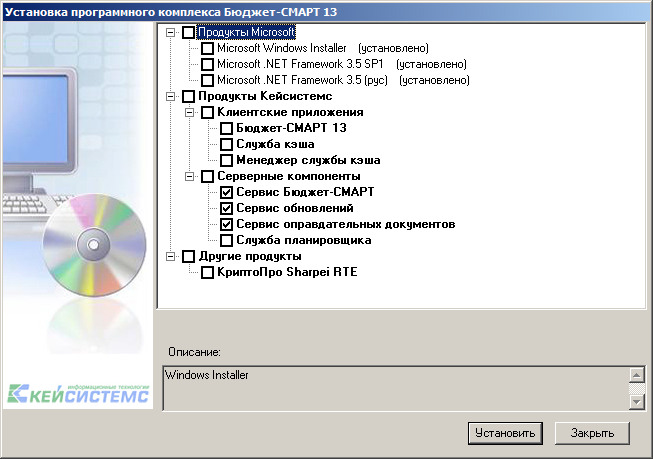 Установка программного комплекса Бюджет-СМАРТ 13
Продукты Microsoft
Microsoft Windows Installer (установлено)
Microsoft .NET Framework 3.5 SP1 (установлено)
Microsoft .NET Framework 3.5 (рус) (установлено)
Продукты Кейсистемс
Клиентские приложения
Бюджет-СМАРТ 13
Служба кэша
Менеджер службы кэша
Серверные компоненты
Сервис Бюджет-СМАРТ
Сервис обновлений
Сервис оправдательных документов
Служба планировщика
Другие продукты
КриптоПро Sharpei RTE
Описание:
Windows Installer
информационные технологии
КЕЙСИСТЕМС
Установить
Закрыть